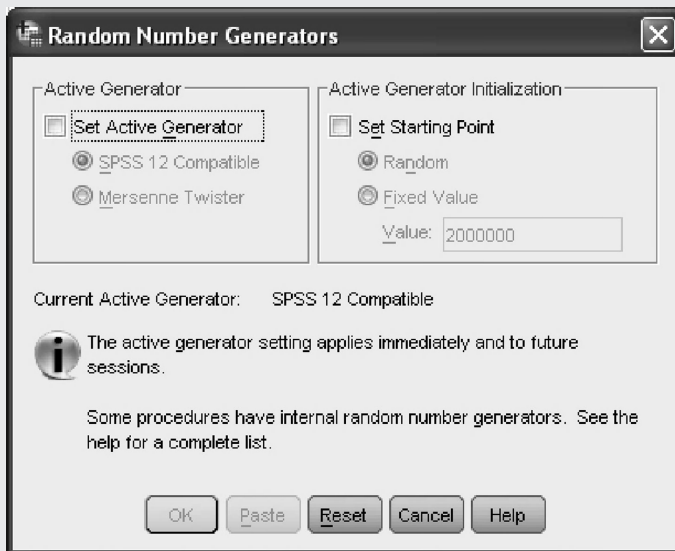 Random Number Generators
Active Generator
Set Active Generator
SPSS 12 Compatible
Mersenne Twister
Active Generator Initialization
Set Starting Point
Random
Fixed Value
Value: 2000000
Current Active Generator: SPSS 12 Compatible
The active generator setting applies immediately and to future
sessions.
Some procedures have internal random number generators. See the
help for a complete list.
OK Paste Reset Cancel Help